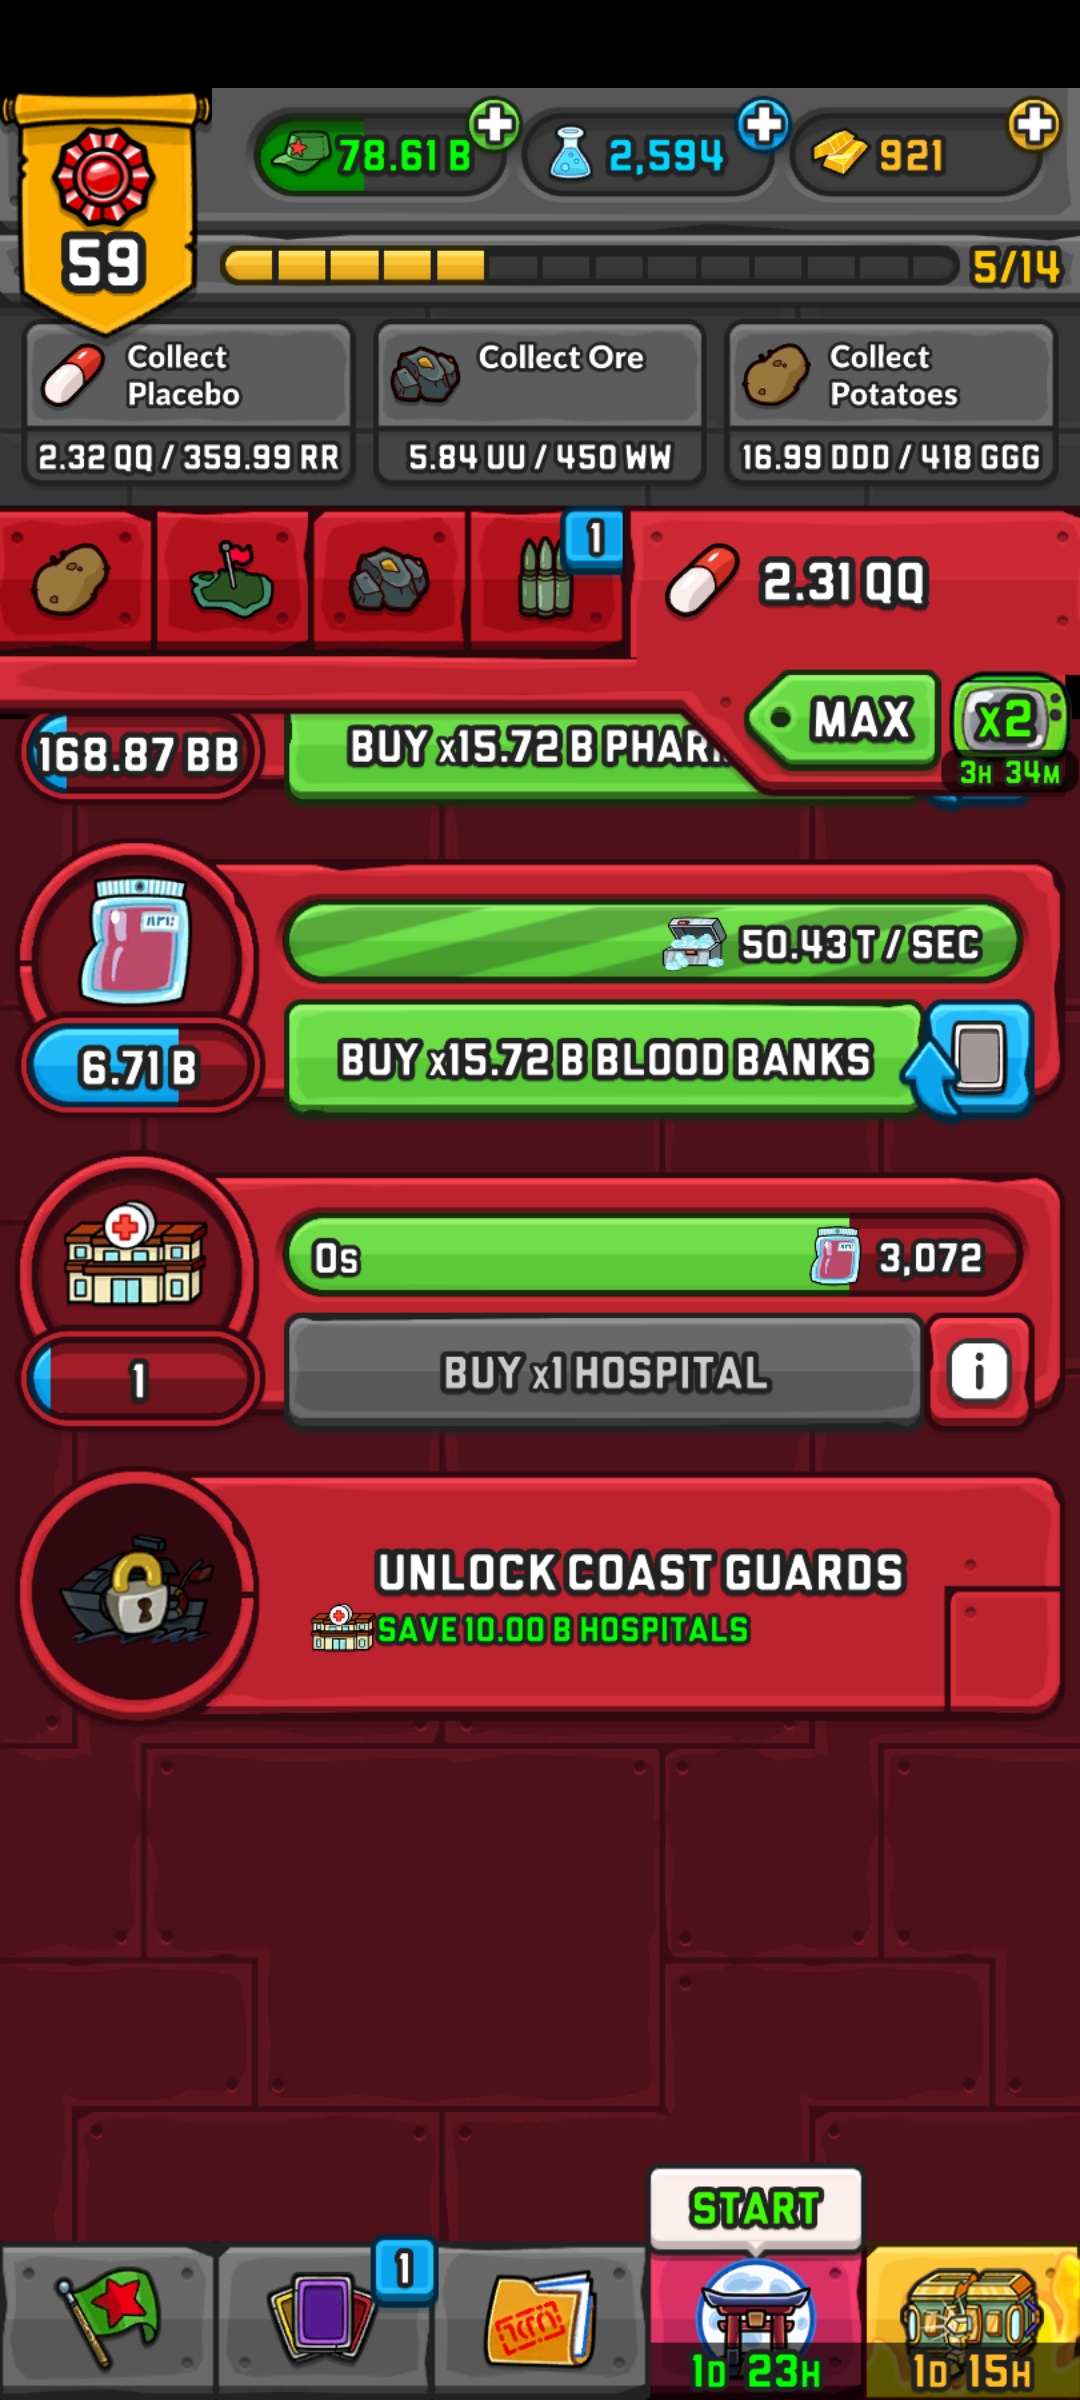 78.61 B
2,594
921
59
5/14
Collect
Placebo
2.32 QQ / 359.99 RR
Collect Ore
5.84 UU / 450 WW
Collect
Potatoes
16.99 DDD / 418 GGG
1
2.31 QQ
MAX
x2
3H 34M
168.87 BB
BUY x15.72 B PHAR
50.43 T / SEC
6.71 B
BUY x15.72 B BLOOD BANKS
0s
3,072
1
BUY x1 HOSPITAL
i
UNLOCK COAST GUARDS
SAVE 10.00 B HOSPITALS
START
1
1D 23H
1D 15H